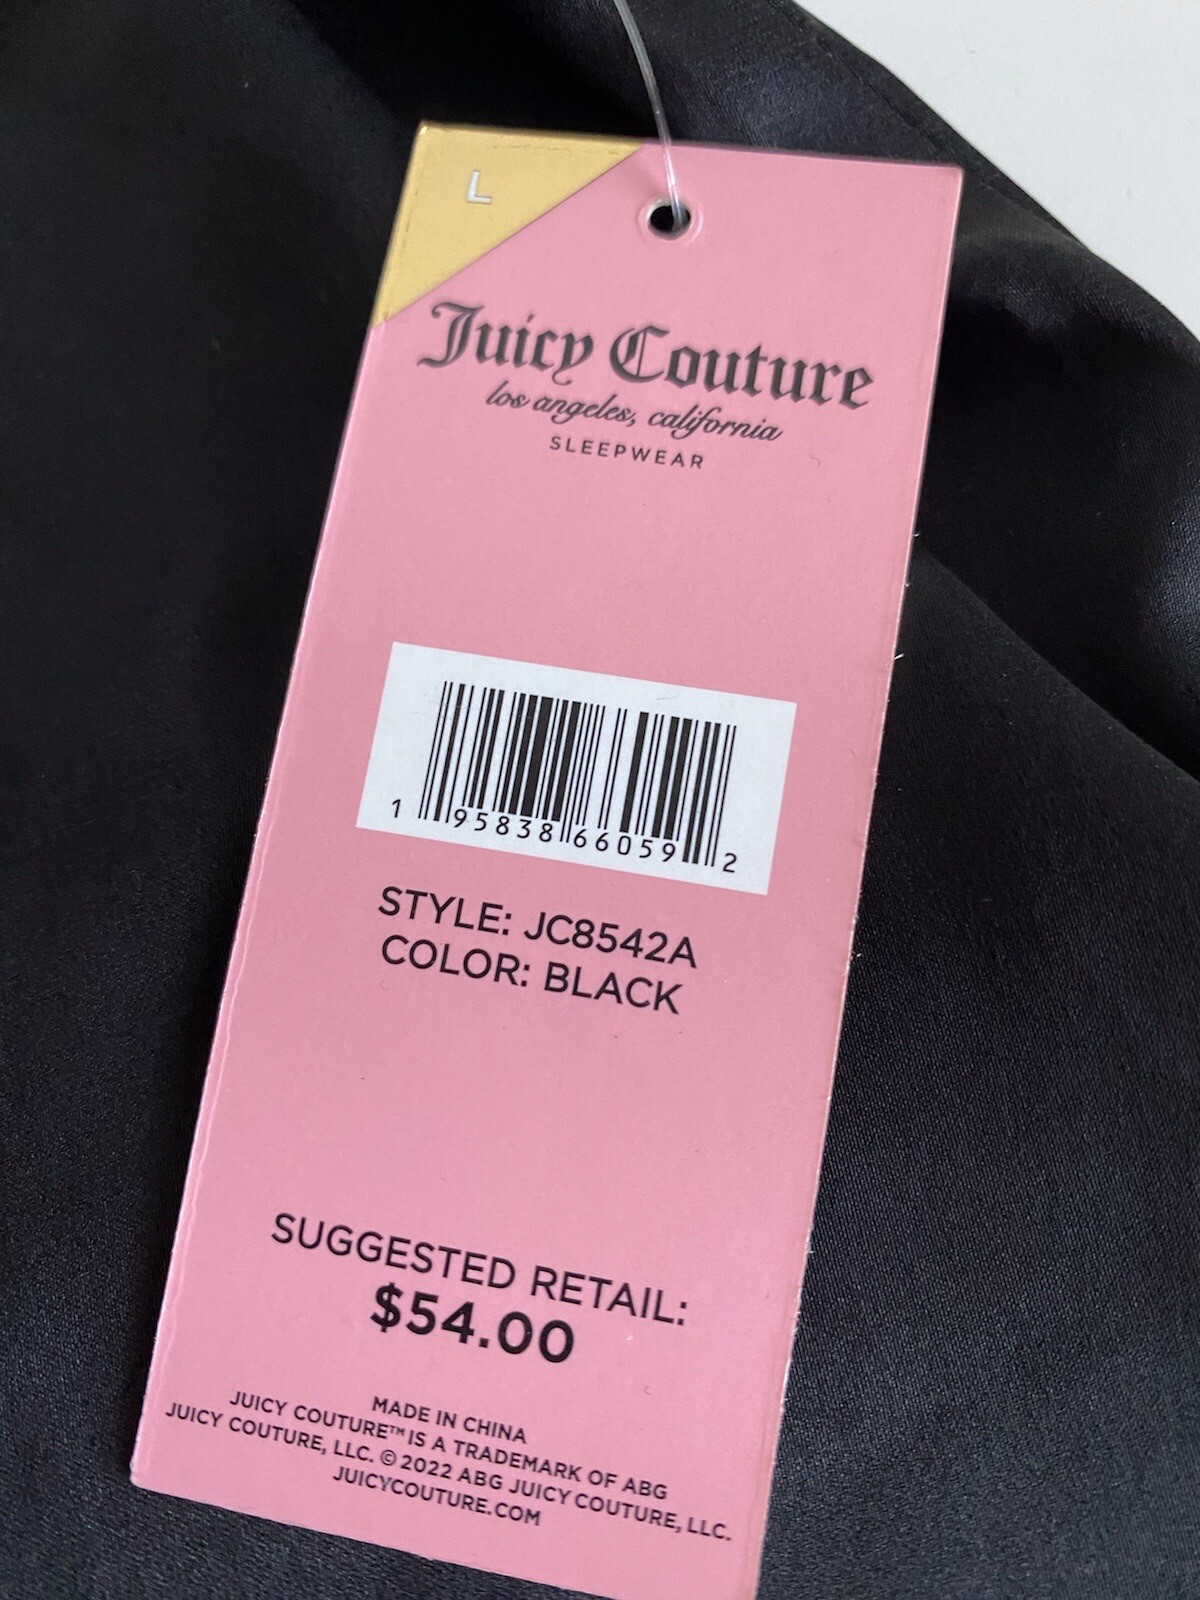 L
Juicy Couture
los angeles, california
SLEEPWEAR
1 95838 66059 2
STYLE: JC8542A
COLOR: BLACK
SUGGESTED RETAIL:
$54.00
MADE IN CHINA
JUICY COUTURE™ IS A TRADEMARK OF ABG
JUICY COUTURE, LLC. © 2022 ABG JUICY COUTURE, LLC.
JUICYCOUTURE.COM